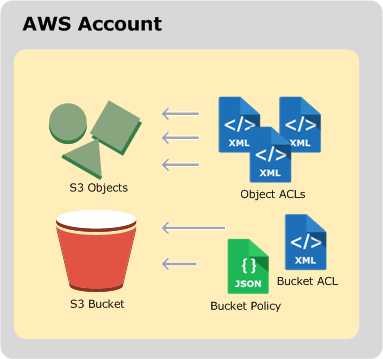 AWS Account
</>
XML
</>
XML
</>
XML
S3 Objects
Object ACLs
</>
XML
{ }
JSON
Bucket ACL
S3 Bucket
Bucket Policy